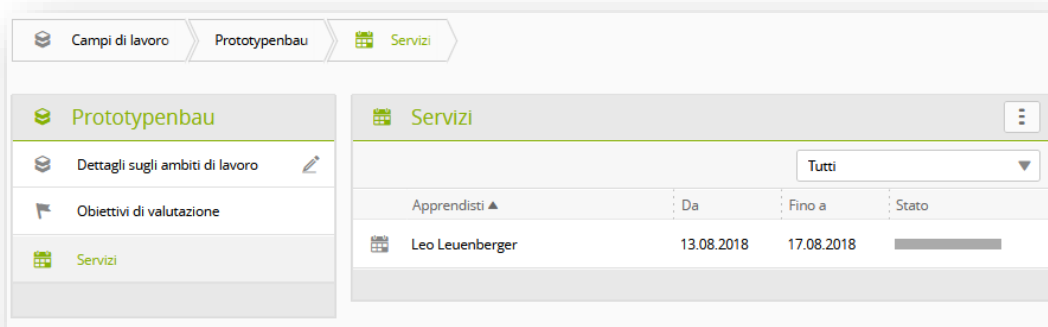 Campi di lavoro
Prototypenbau
Servizi
Prototypenbau
Dettagli sugli ambiti di lavoro
Obiettivi di valutazione
Servizi
Servizi
Tutti
Apprendisti Da Fino a Stato
Leo Leuenberger 13.08.2018 17.08.2018